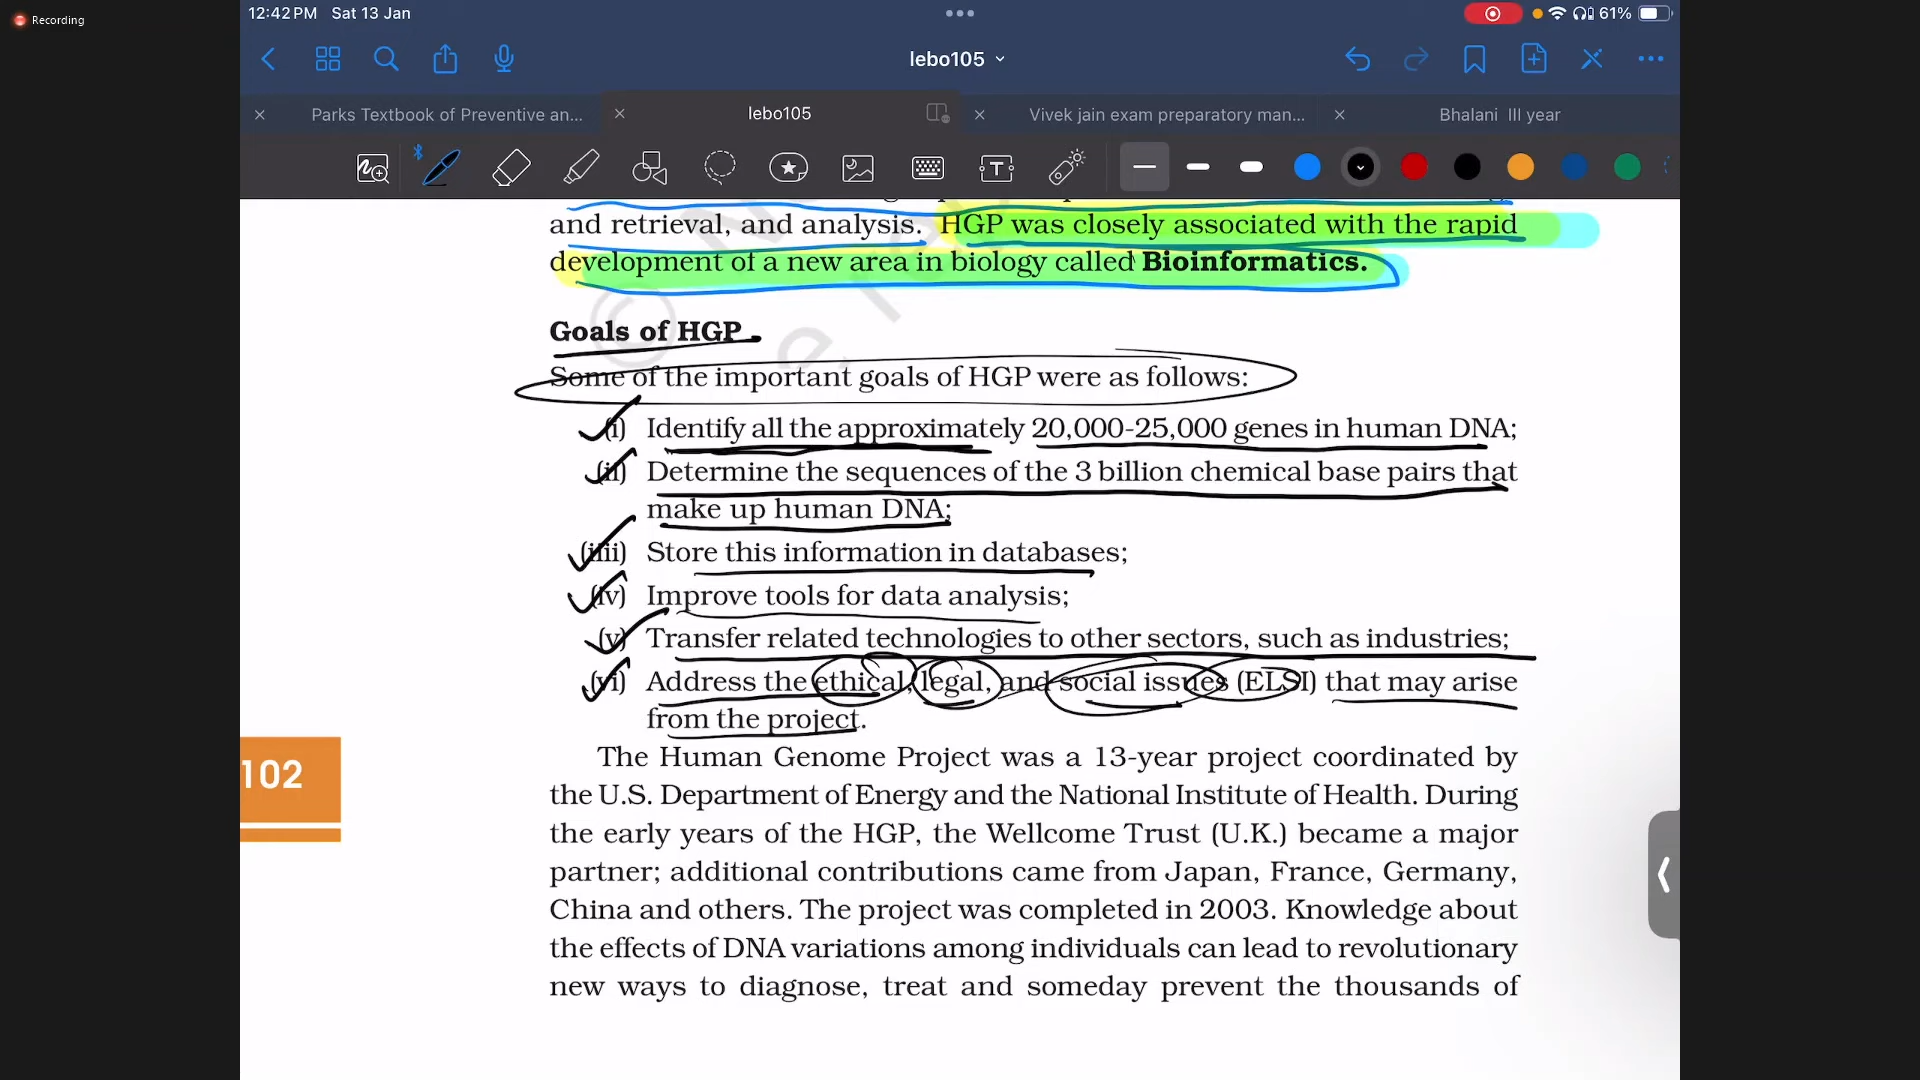 Recording
12:42 PM Sat 13 Jan
61%
lebo105
Parks Textbook of Preventive an...
lebo105
Vivek jain exam preparatory man...
Bhalani III year
and retrieval, and analysis. HGP was closely associated with the rapid
development of a new area in biology called Bioinformatics.
Goals of HGP
Some of the important goals of HGP were as follows:
(i) Identify all the approximately 20,000-25,000 genes in human DNA;
(ii) Determine the sequences of the 3 billion chemical base pairs that
make up human DNA;
(iiii) Store this information in databases;
(iv) Improve tools for data analysis;
(v) Transfer related technologies to other sectors, such as industries;
(vi) Address the ethical, legal, and social issues (ELSI) that may arise
from the project.
102
The Human Genome Project was a 13-year project coordinated by
the U.S. Department of Energy and the National Institute of Health. During
the early years of the HGP, the Wellcome Trust (U.K.) became a major
partner; additional contributions came from Japan, France, Germany,
China and others. The project was completed in 2003. Knowledge about
the effects of DNA variations among individuals can lead to revolutionary
new ways to diagnose, treat and someday prevent the thousands of